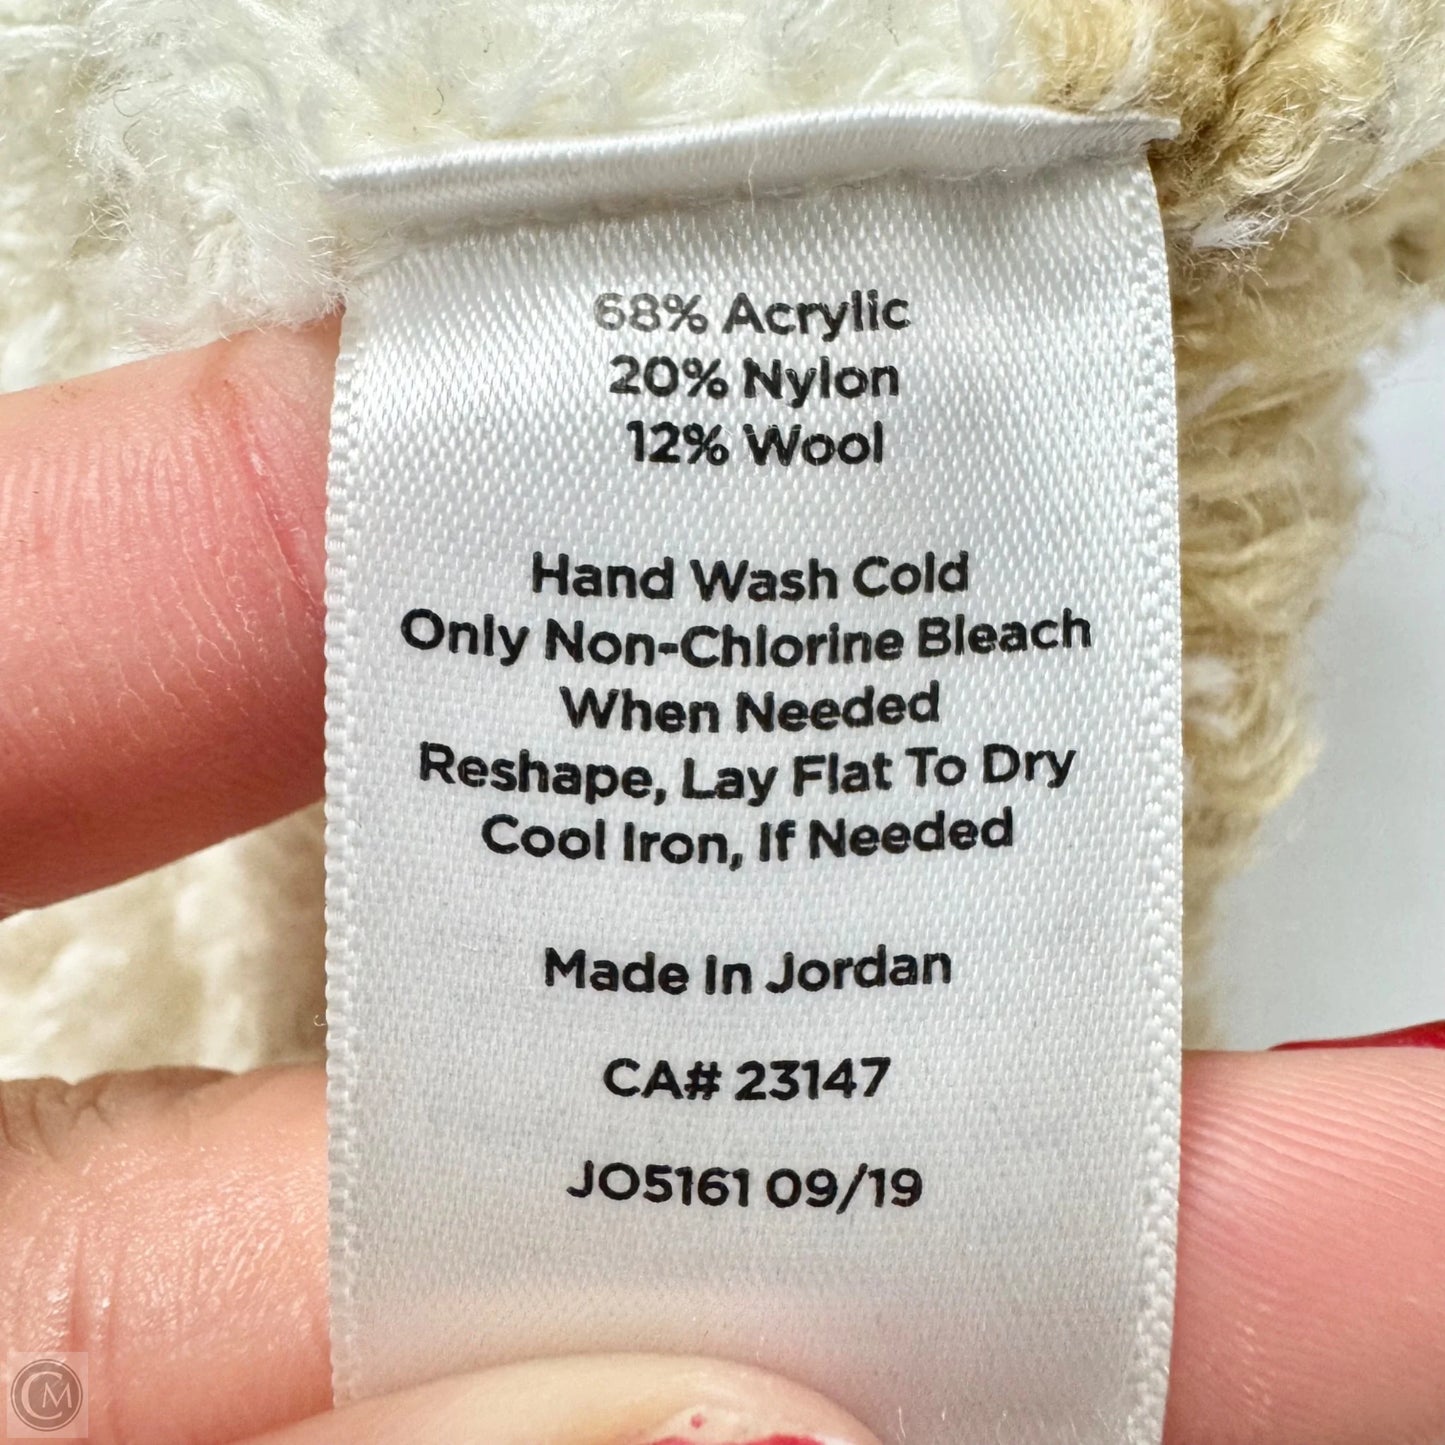 68% Acrylic
20% Nylon
12% Wool
Hand Wash Cold
Only Non-Chlorine Bleach
When Needed
Reshape, Lay Flat To Dry
Cool Iron, If Needed
Made In Jordan
CA# 23147
JO5161 09/19
CM